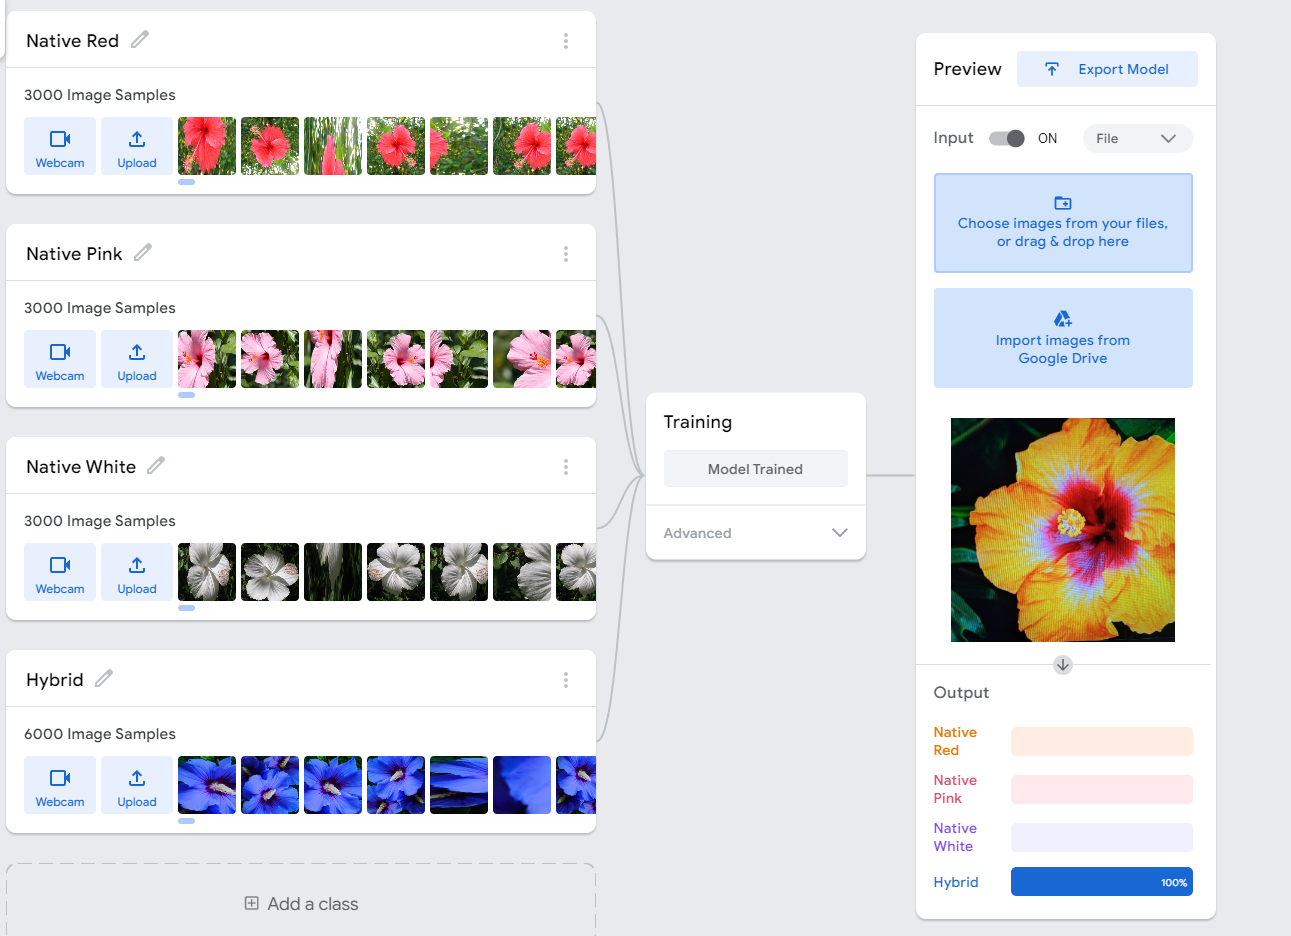 Native Red
3000 Image Samples
Webcam
Upload
Native Pink
3000 Image Samples
Webcam
Upload
Native White
3000 Image Samples
Webcam
Upload
Hybrid
6000 Image Samples
Webcam
Upload
Add a class
Training
Model Trained
Advanced
Preview
Export Model
Input
ON
File
Choose images from your files,
or drag & drop here
Import images from
Google Drive
Output
Native
Red
Native
Pink
Native
White
Hybrid
100%